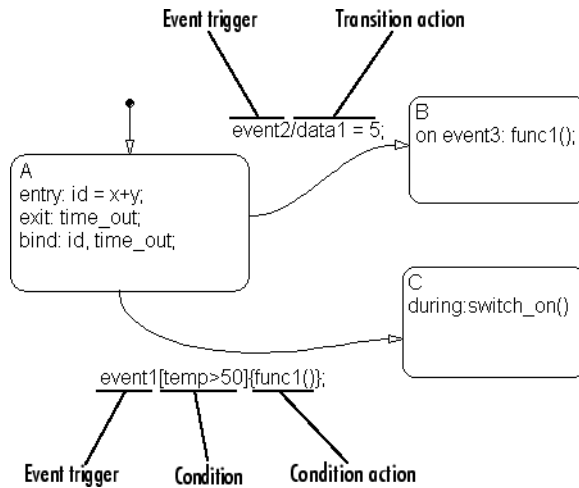 Event trigger Transition action
event2/data1 = 5;
B
on event3: func1();
A
entry: id = x+y;
exit: time_out;
bind: id, time_out;
C
during:switch_on()
event1[temp>50]{func1()};
Event trigger Condition Condition action